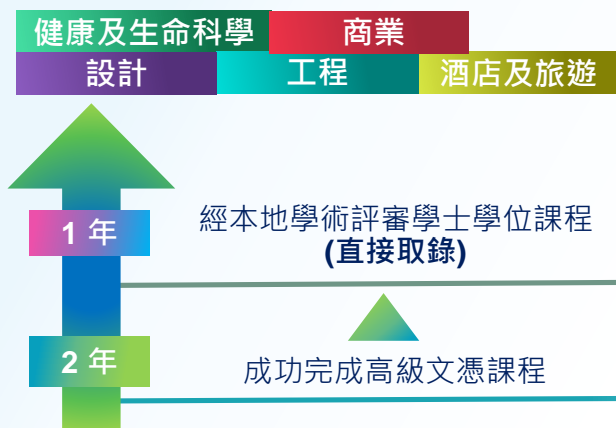 健康及生命科學
商業
設計
工程
酒店及旅遊
1 年
經本地學術評審學士學位課程
(直接取錄)
2 年
成功完成高級文憑課程